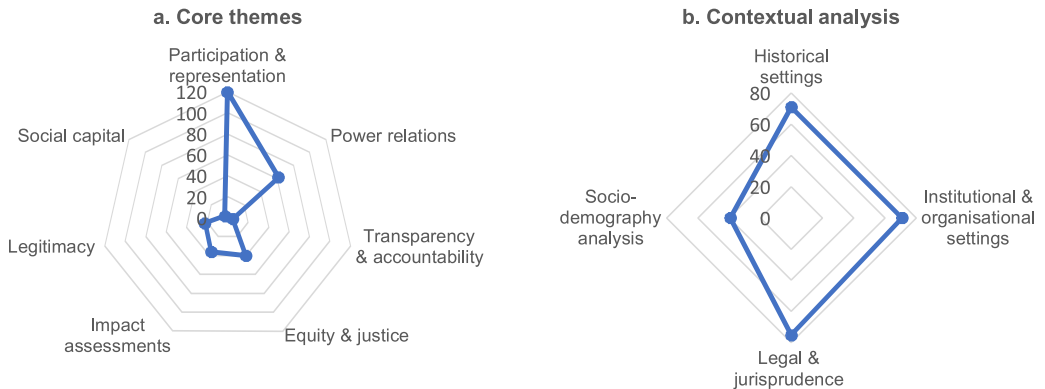 a. Core themes
Participation &
representation
120
100
80
60
40
20
0
Power relations
Transparency
& accountability
Equity & justice
Impact
assessments
Legitimacy
Social capital
b. Contextual analysis
Historical
settings
80
60
40
20
0
Institutional &
organisational
settings
Legal &
jurisprudence
Socio-
demography
analysis